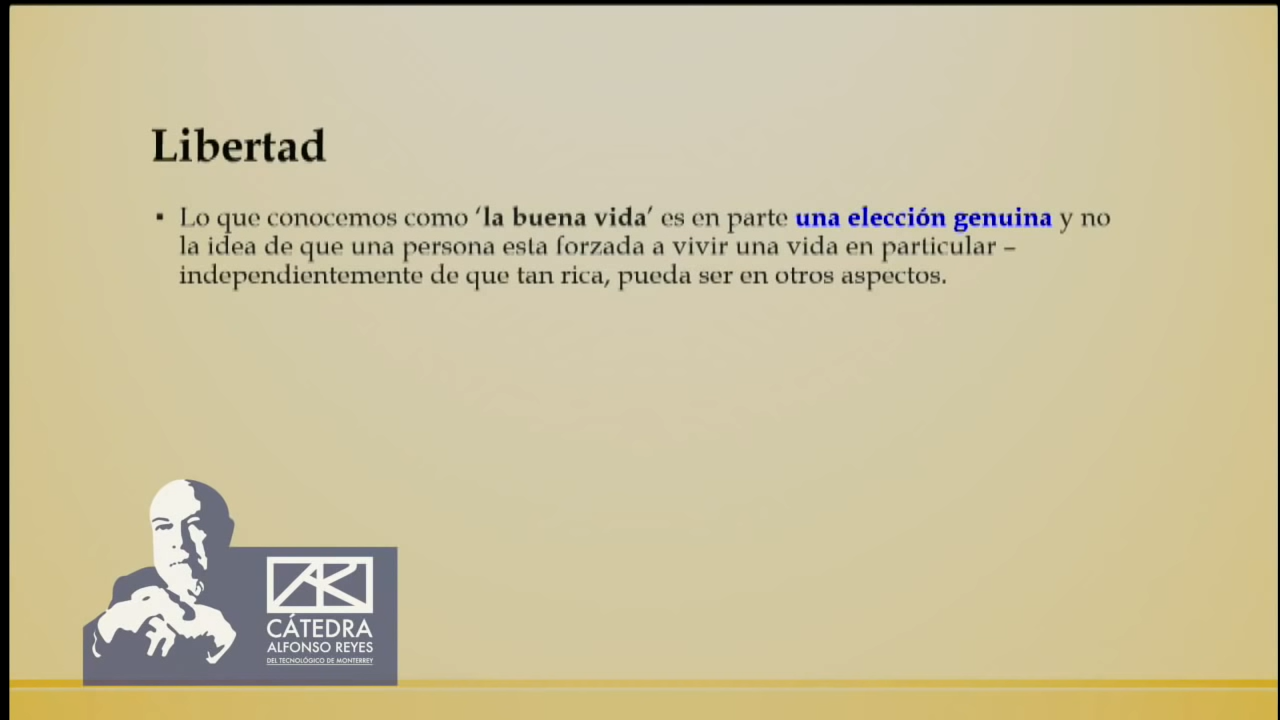 Libertad
▪ Lo que conocemos como ‘la buena vida’ es en parte una elección genuina y no
la idea de que una persona esta forzada a vivir una vida en particular –
independientemente de que tan rica, pueda ser en otros aspectos.
AR
CÁTEDRA
ALFONSO REYES
DEL TECNOLÓGICO DE MONTERREY